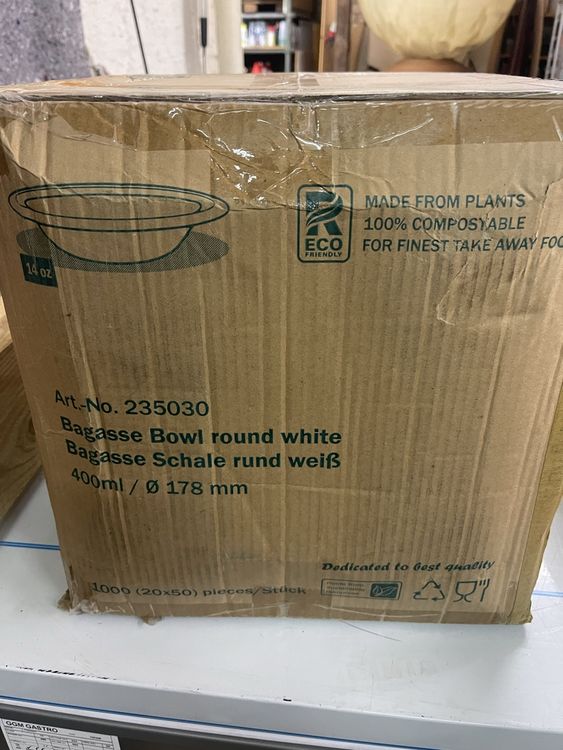 14 oz
ECO
FRIENDLY
MADE FROM PLANTS
100% COMPOSTABLE
FOR FINEST TAKE AWAY FOO
Art.-No. 235030
Bagasse Bowl round white
Bagasse Schale rund weiß
400ml / Ø 178 mm
Dedicated to best quality
1000 (20x50) pieces/Stück
GGM GASTRO